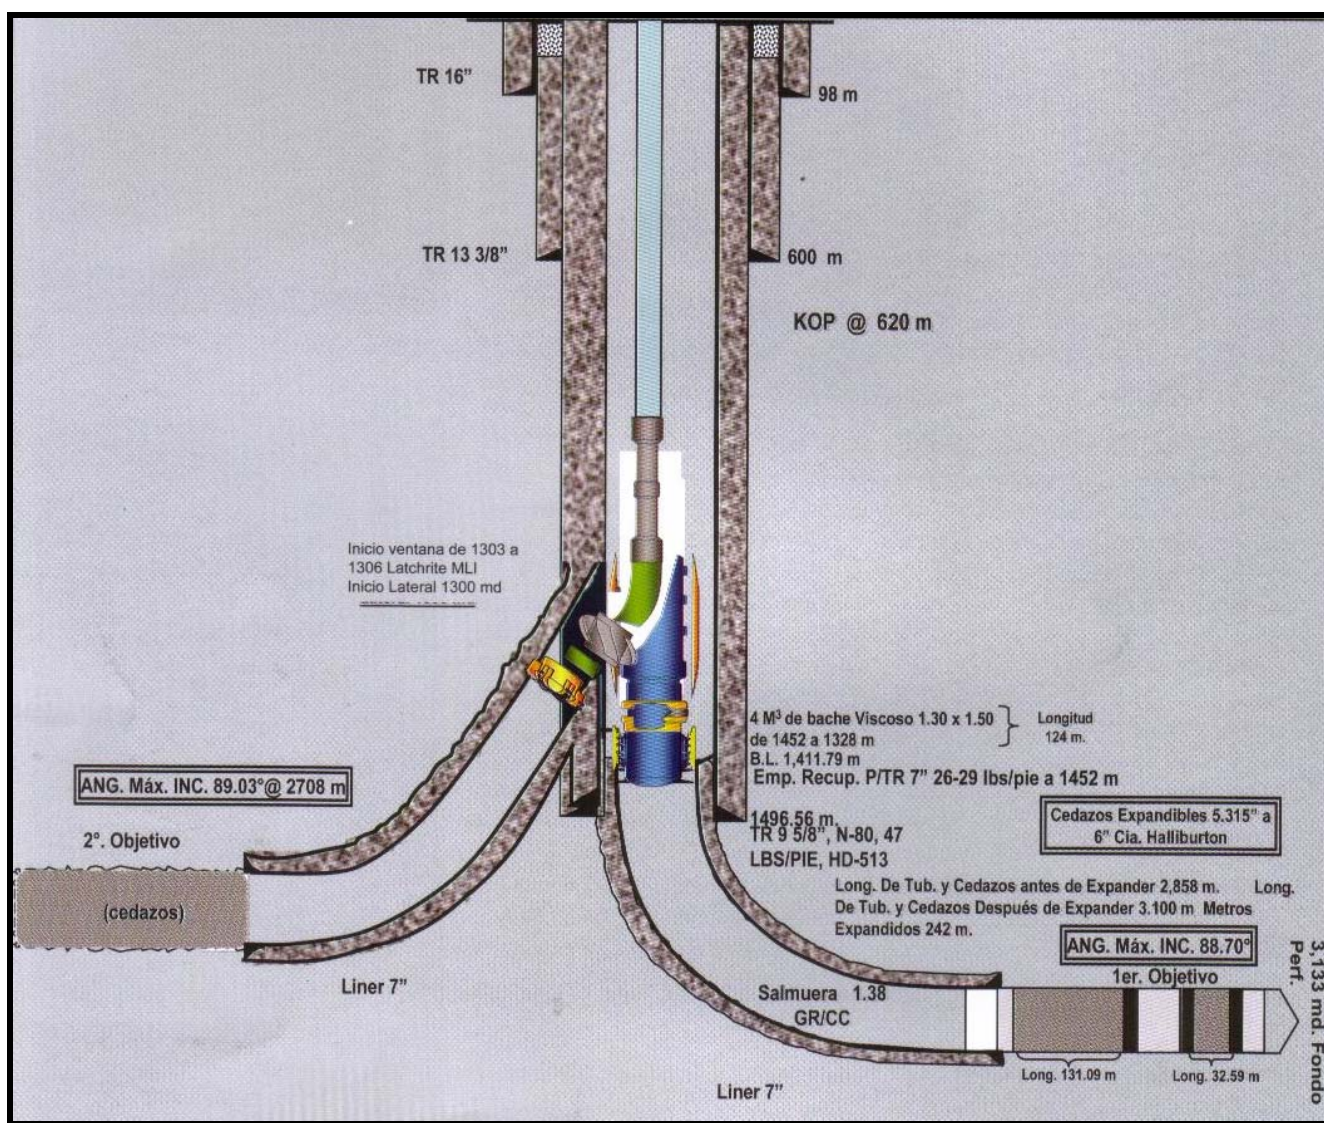 TR 16”
98 m
TR 13 3/8”
600 m
KOP @ 620 m
Inicio ventana de 1303 a
1306 Latchrite MLI
Inicio Lateral 1300 md
4 M³ de bache Viscoso 1.30 x 1.50
de 1452 a 1328 m
Longitud
124 m.
B.L. 1,411.79 m
Emp. Recup. P/TR 7” 26-29 lbs/pie a 1452 m
ANG. Máx. INC. 89.03°@ 2708 m
1496.56 m.
TR 9 5/8”, N-80, 47
LBS/PIE, HD-513
Cedazos Expandibles 5.315” a
6” Cia. Halliburton
2°. Objetivo
(cedazos)
Long. De Tub. y Cedazos antes de Expander 2,858 m. Long.
De Tub. y Cedazos Después de Expander 3.100 m Metros
Expandidos 242 m.
ANG. Máx. INC. 88.70°
1er. Objetivo
3,133 md. Fondo
Perf.
Liner 7”
Salmuera 1.38
GR/CC
Long. 131.09 m
Long. 32.59 m
Liner 7”